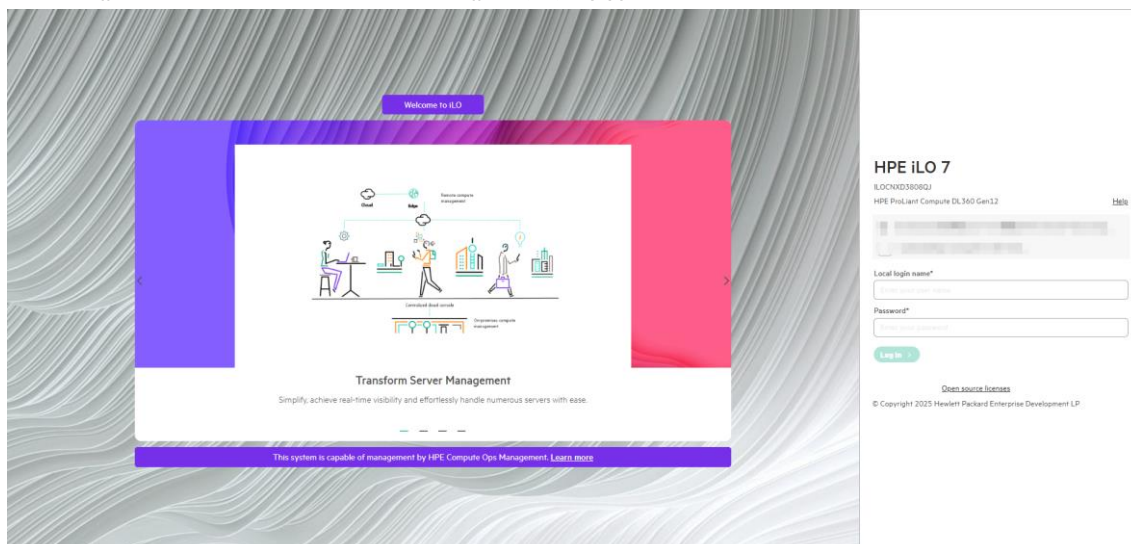 Welcome to iLO
Cloud
Edge
Remote compute
management
Centralized cloud console
Autonomous compute
management
Transform Server Management
Simplify, achieve real-time visibility and effortlessly handle numerous servers with ease.
This system is capable of management by HPE Compute Ops Management. Learn more
HPE iLO 7
ILOCNXD3808QJ
HPE ProLiant Compute DL360 Gen12
Help
Local login name*
Enter your user name
Password*
Enter your password
Log in
Open source licenses
© Copyright 2025 Hewlett Packard Enterprise Development LP